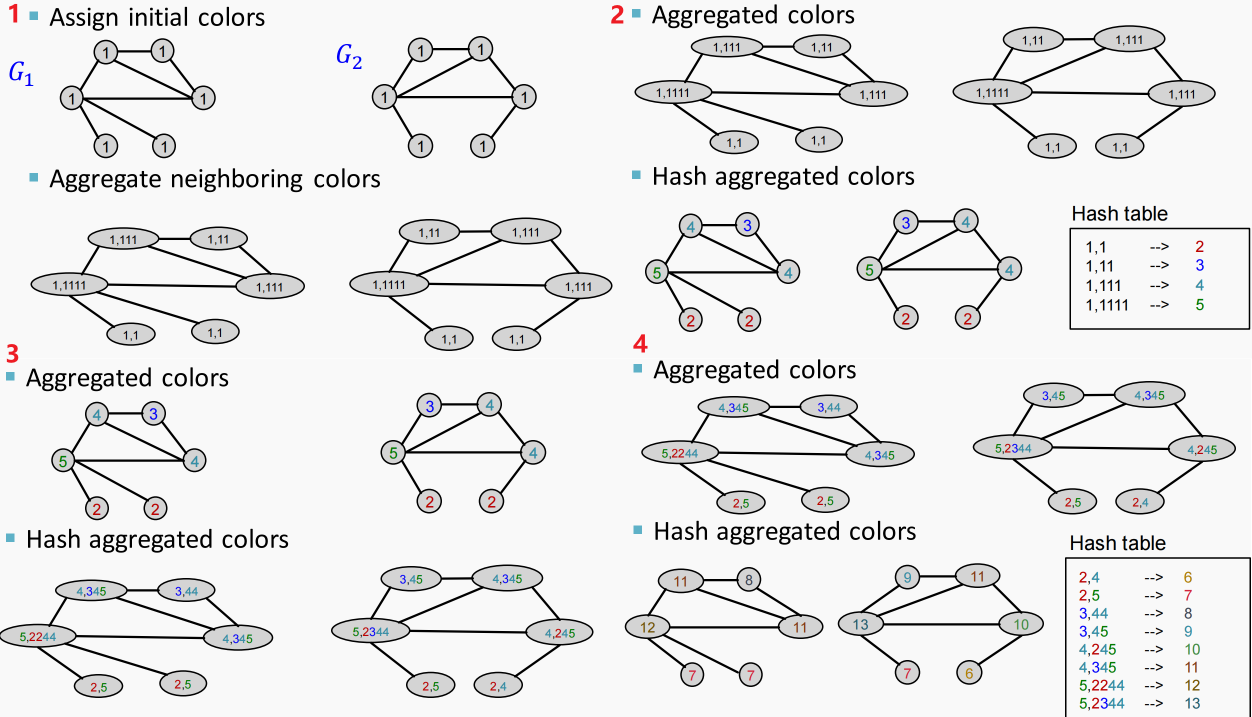 1 ▪ Assign initial colors
G₁
1 1
1 1
1 1
G₂
1 1
1 1
1 1
▪ Aggregate neighboring colors
1,111 1,11
1,1111 1,111
1,1 1,1
1,11 1,111
1,1111 1,111
1,1 1,1
2 ▪ Aggregated colors
1,111 1,11
1,1111 1,111
1,1 1,1
1,11 1,111
1,1111 1,111
1,1 1,1
▪ Hash aggregated colors
4 3
5 4
2 2
3 4
5 4
2 2
Hash table
1,1 --> 2
1,11 --> 3
1,111 --> 4
1,1111 --> 5
3
▪ Aggregated colors
4 3
5 4
2 2
3 4
5 4
2 2
▪ Hash aggregated colors
4,345 3,44
5,2244 4,345
2,5 2,5
3,45 4,345
5,2344 4,245
2,5 2,4
4
▪ Aggregated colors
4,345 3,44
5,2244 4,345
2,5 2,5
3,45 4,345
5,2344 4,245
2,5 2,4
▪ Hash aggregated colors
11 8
12 11
7 7
9 11
13 10
7 6
Hash table
2,4 --> 6
2,5 --> 7
3,44 --> 8
3,45 --> 9
4,245 --> 10
4,345 --> 11
5,2244 --> 12
5,2344 --> 13